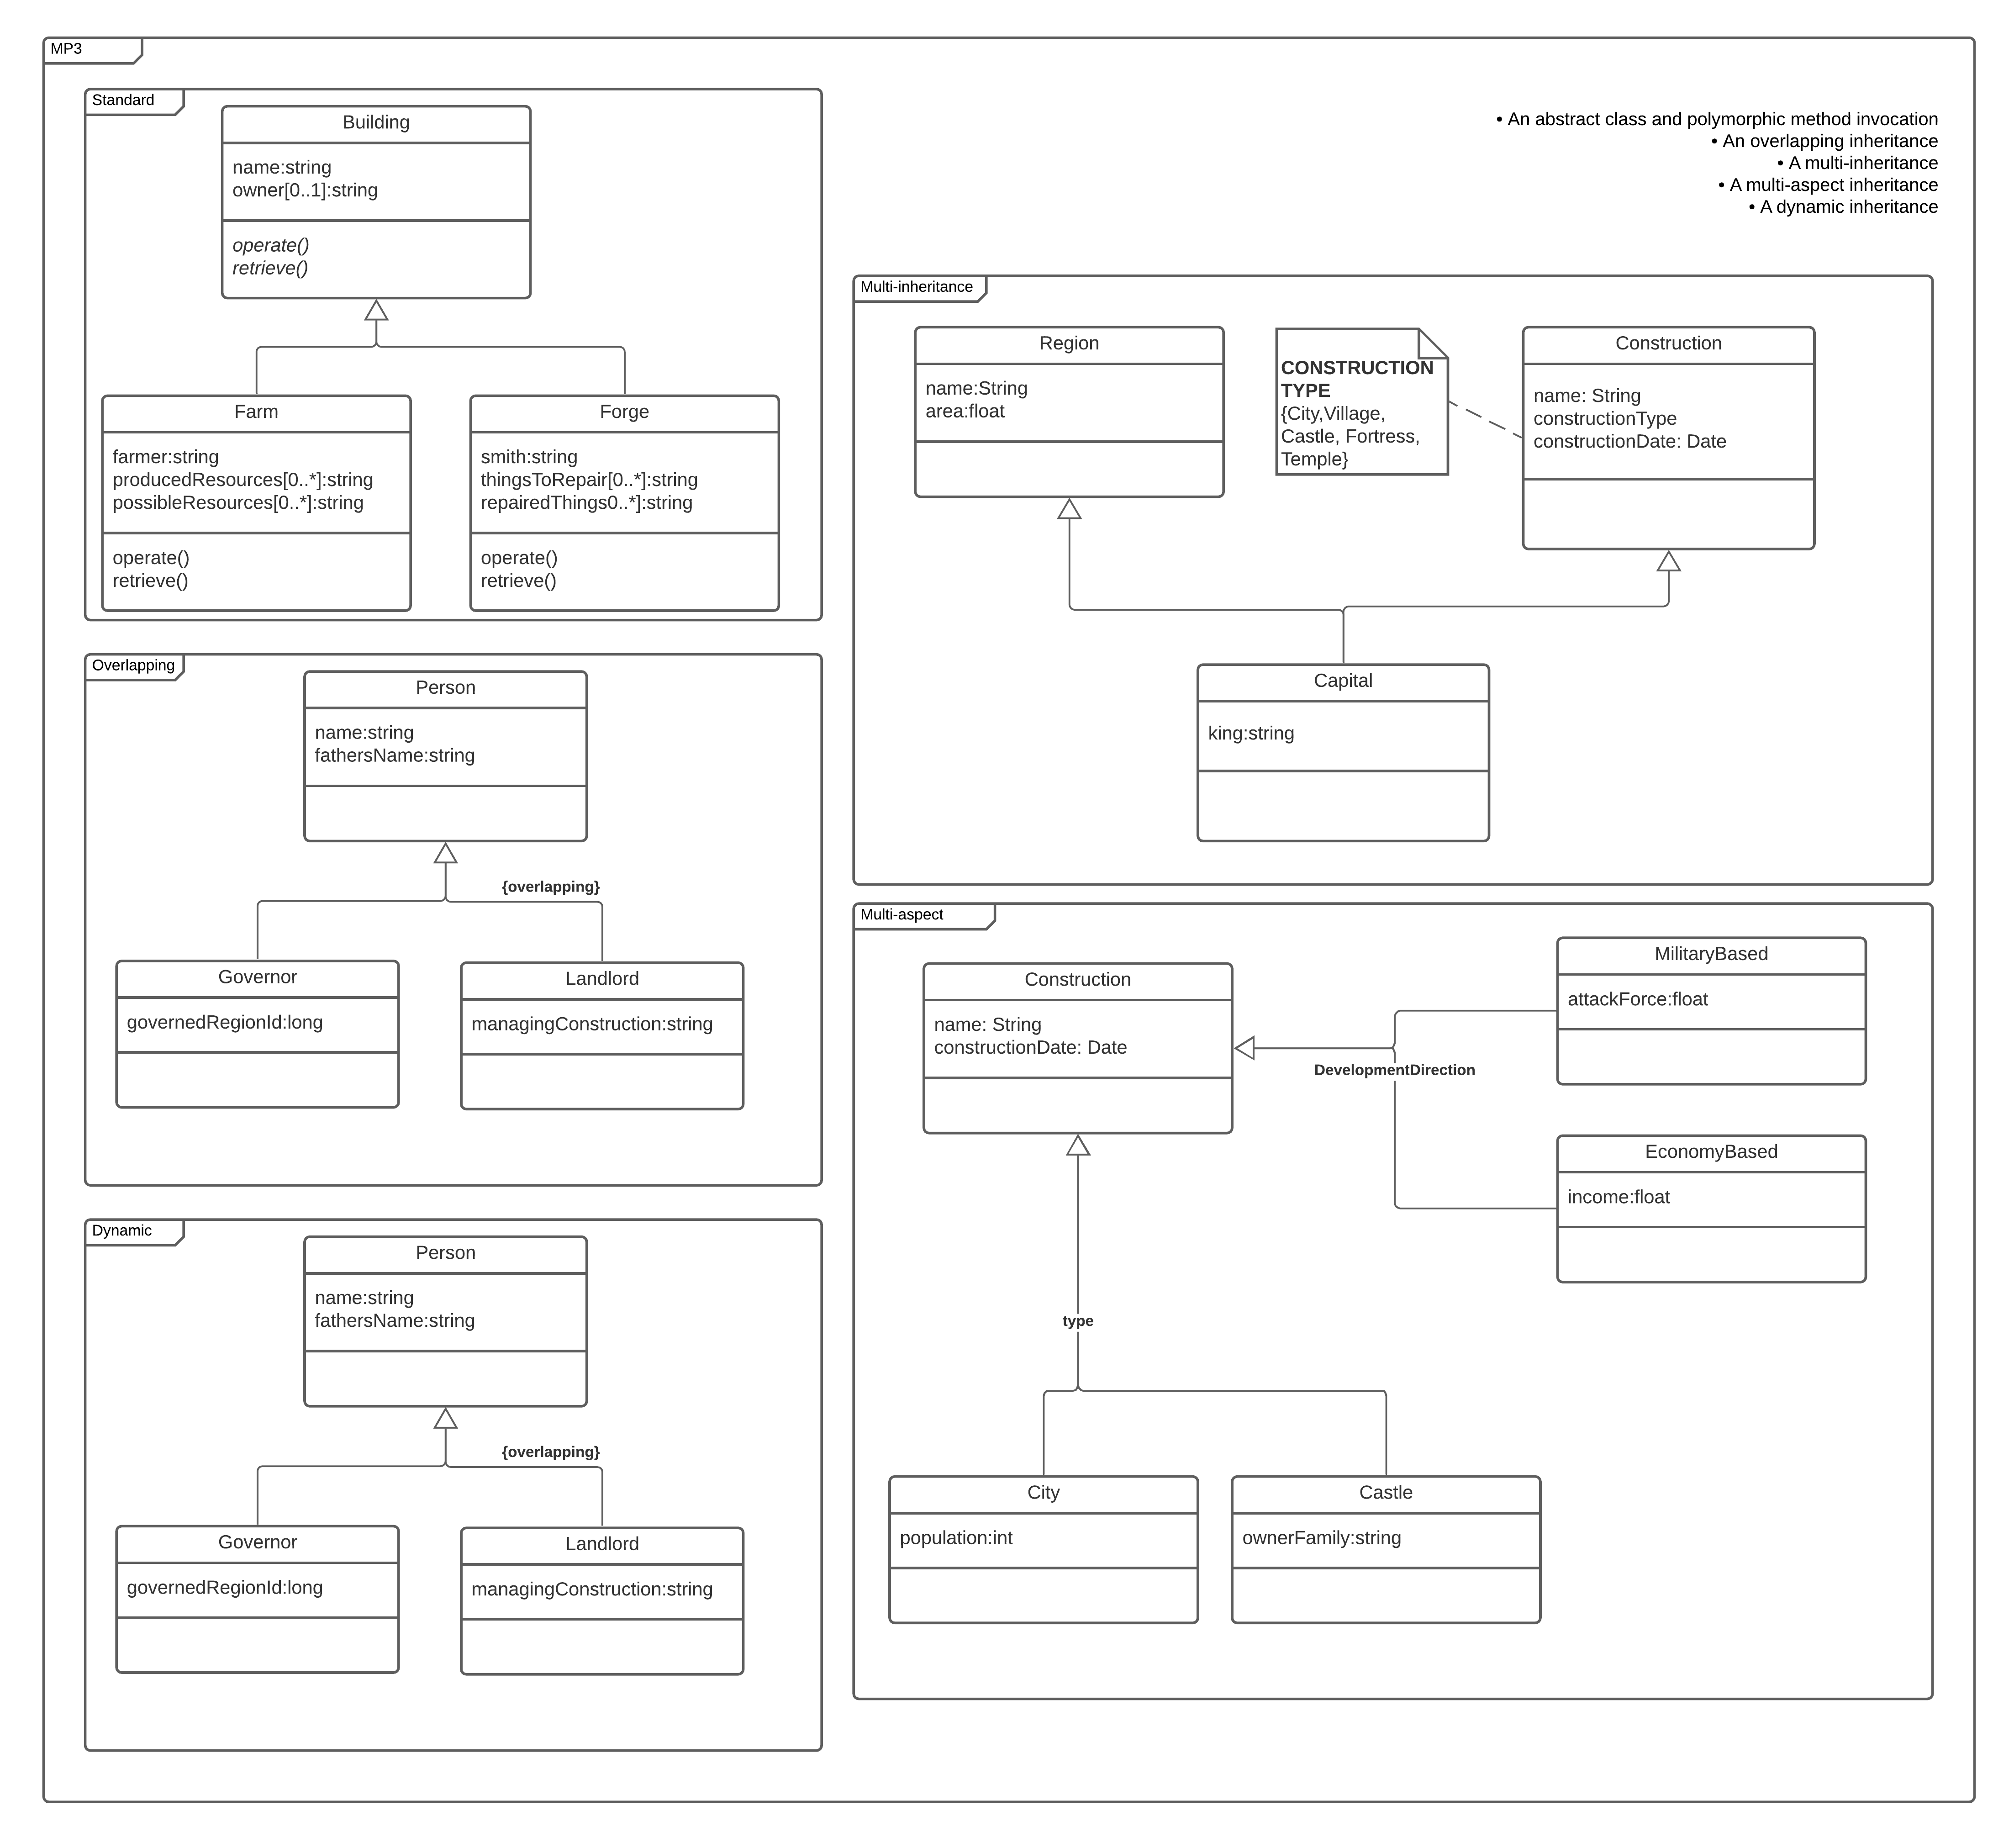 MP3
Standard
Building
name:string
owner[0..1]:string
operate()
retrieve()
Farm
farmer:string
producedResources[0..*]:string
possibleResources[0..*]:string
operate()
retrieve()
Forge
smith:string
thingsToRepair[0..*]:string
repairedThings0..*]:string
operate()
retrieve()
• An abstract class and polymorphic method invocation
• An overlapping inheritance
• A multi-inheritance
• A multi-aspect inheritance
• A dynamic inheritance
Multi-inheritance
Region
name:String
area:float
CONSTRUCTION
TYPE
{City,Village,
Castle, Fortress,
Temple}
Construction
name: String
constructionType
constructionDate: Date
Capital
king:string
Overlapping
Person
name:string
fathersName:string
{overlapping}
Governor
governedRegionId:long
Landlord
managingConstruction:string
Multi-aspect
Construction
name: String
constructionDate: Date
DevelopmentDirection
MilitaryBased
attackForce:float
EconomyBased
income:float
type
City
population:int
Castle
ownerFamily:string
Dynamic
Person
name:string
fathersName:string
{overlapping}
Governor
governedRegionId:long
Landlord
managingConstruction:string